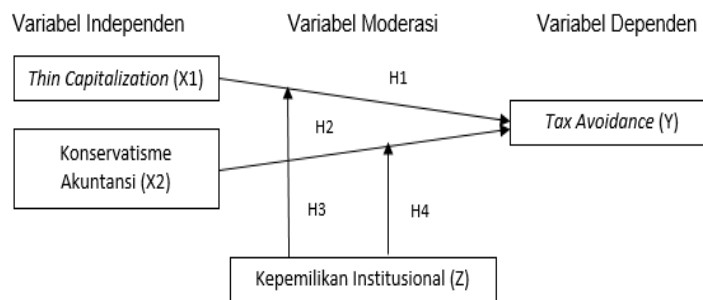 Variabel Independen Variabel Moderasi Variabel Dependen
Thin Capitalization (X1)
H1
Tax Avoidance (Y)
H2
Konservatisme
Akuntansi (X2)
H3 H4
Kepemilikan Institusional (Z)